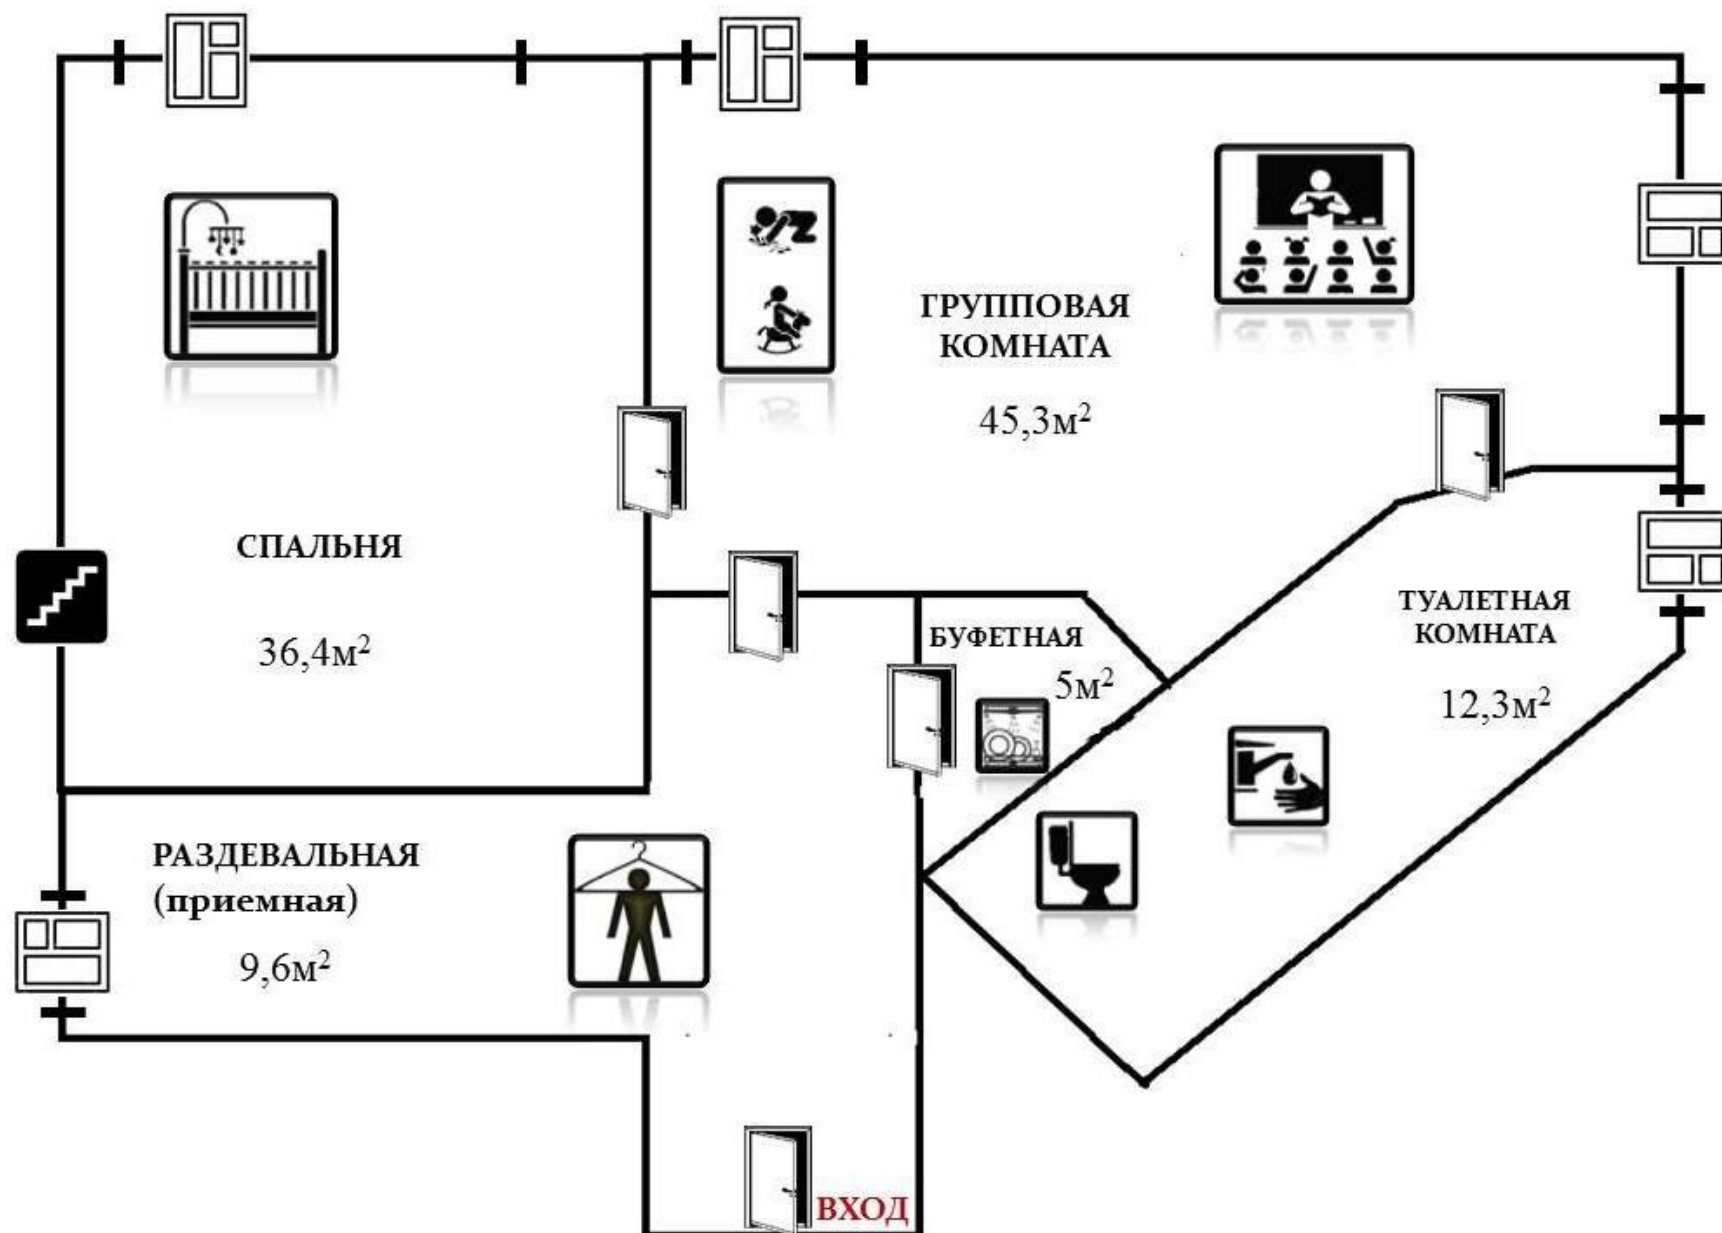 ГРУППОВАЯ
КОМНАТА
45,3м²
СПАЛЬНЯ
36,4м²
БУФЕТНАЯ
5м²
ТУАЛЕТНАЯ
КОМНАТА
12,3м²
РАЗДЕВАЛЬНАЯ
(приемная)
9,6м²
ВХОД